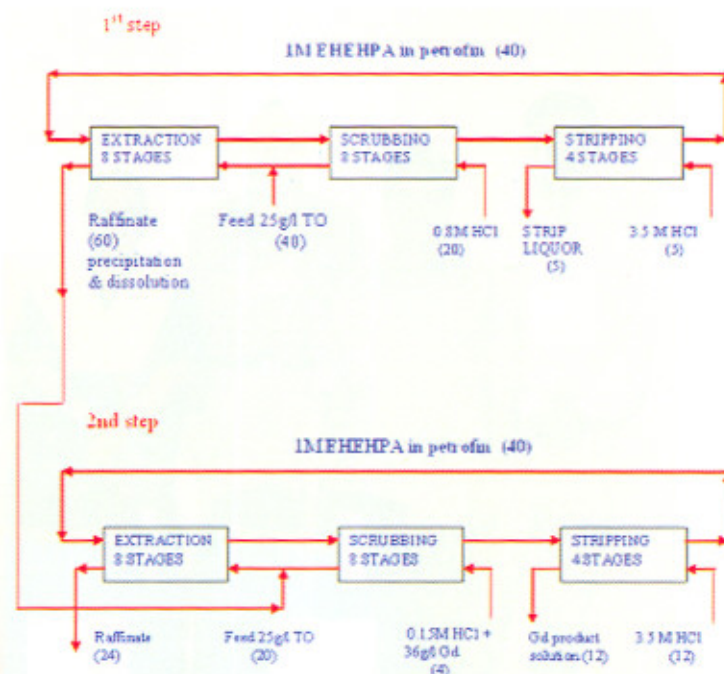 1st step
1M EHEHPA in petrofin (40)
EXTRACTION
8 STAGES
SCRUBBING
8 STAGES
STRIPPING
4 STAGES
Raffinate
(60)
precipitation
& dissolution
Feed 25g/l TO
(40)
0.8M HCl
(20)
STRIP
LIQUOR
(5)
3.5 M HCl
(5)
2nd step
1M EHEHPA in petrofin (40)
EXTRACTION
8 STAGES
SCRUBBING
8 STAGES
STRIPPING
4 STAGES
Raffinate
(24)
Feed 25g/l TO
(20)
0.15M HCl +
36g/l Gd
(4)
Gd product
solution (12)
3.5 M HCl
(12)